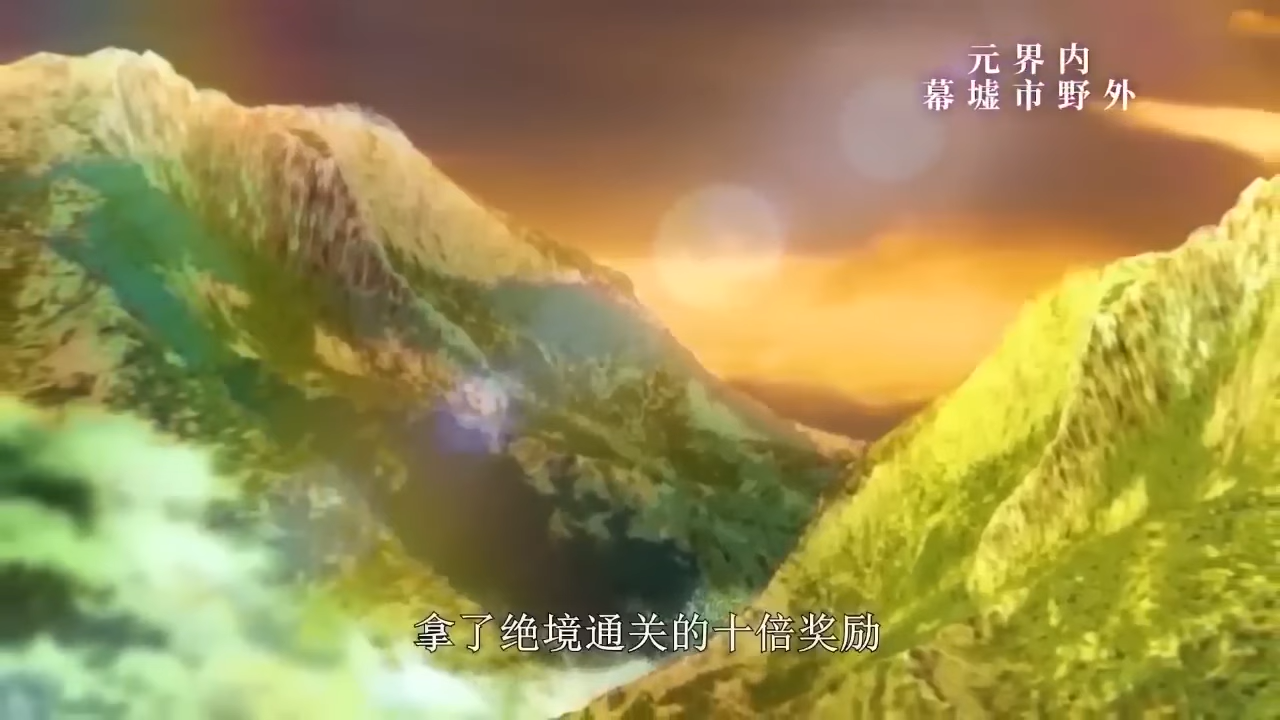 元界内
幕墟市野外
拿了绝境通关的十倍奖励